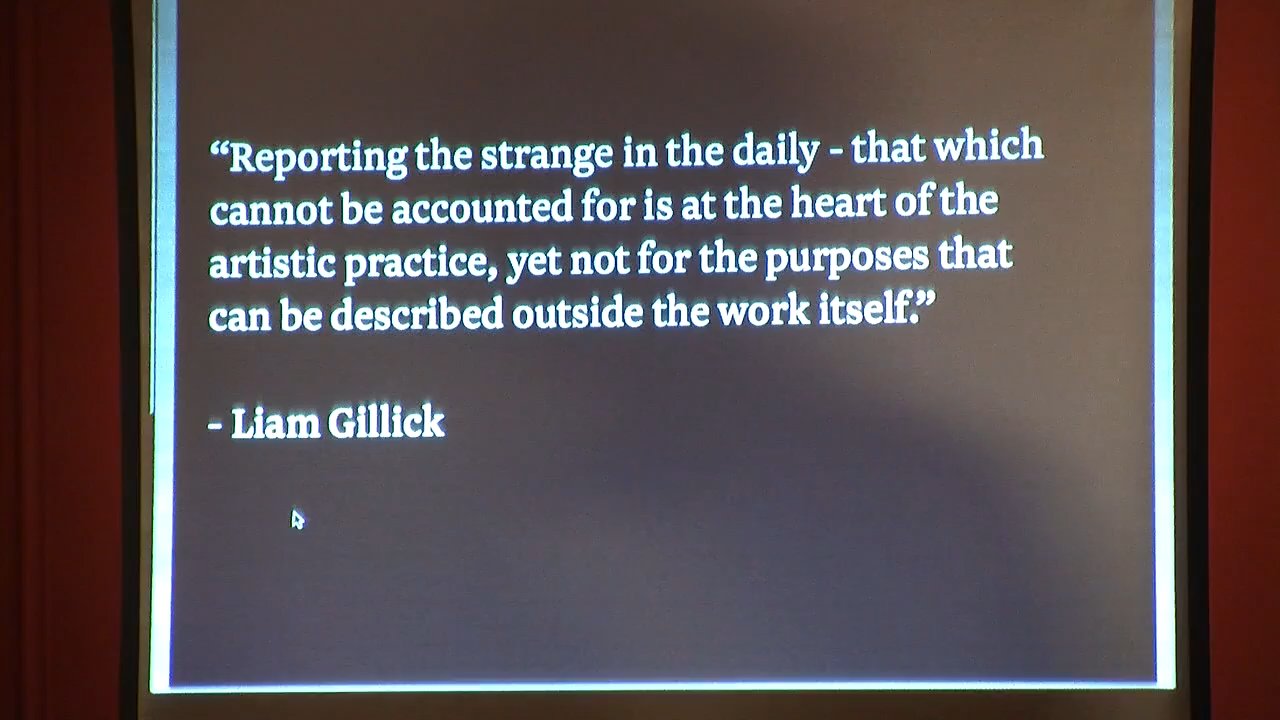 “Reporting the strange in the daily - that which
cannot be accounted for is at the heart of the
artistic practice, yet not for the purposes that
can be described outside the work itself.”
- Liam Gillick